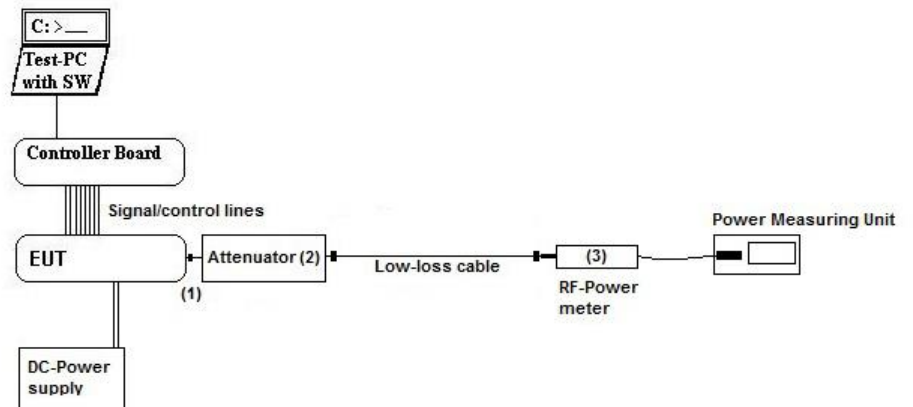 C:>__
Test-PC
with SW
Controller Board
Signal/control lines
Power Measuring Unit
EUT
Attenuator (2)
Low-loss cable
(3)
(1)
RF-Power
meter
DC-Power
supply